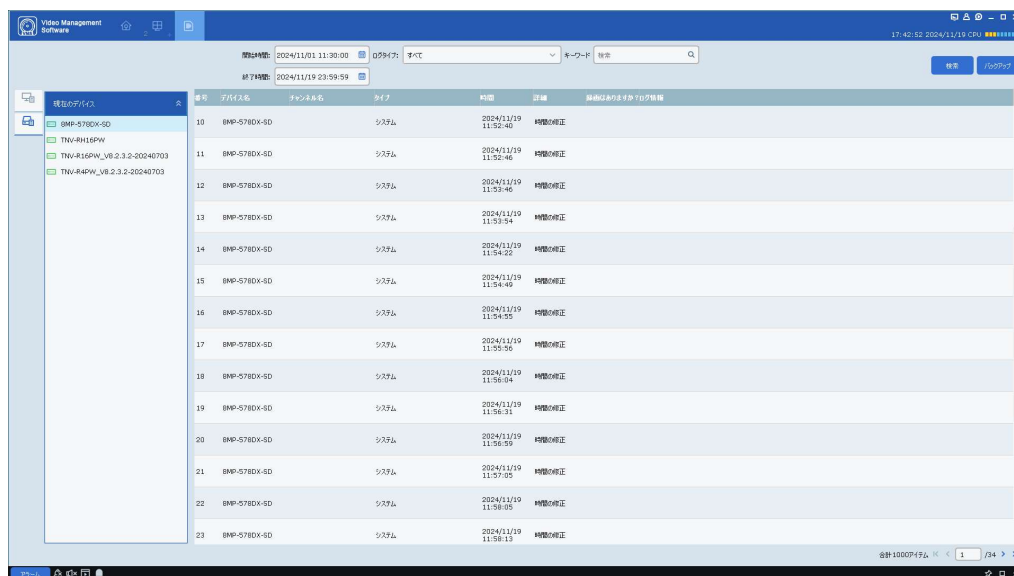 Video Management
Software
17:42:52 2024/11/19 CPU
開始時間: 2024/11/01 11:30:00 ログタイプ: すべて キーワード 検索
終了時間: 2024/11/19 23:59:59
検索 バックアップ
現在のデバイス
8MP-578DX-SD
TNV-RH16PW
TNV-R16PW_V8.2.3.2-20240703
TNV-R4PW_V8.2.3.2-20240703
番号 デバイス名 チャンネル名 タイプ 時間 詳細 録画はありますか?ログ情報
10 8MP-578DX-SD システム 2024/11/19 11:52:40 時間の修正
11 8MP-578DX-SD システム 2024/11/19 11:52:46 時間の修正
12 8MP-578DX-SD システム 2024/11/19 11:53:46 時間の修正
13 8MP-578DX-SD システム 2024/11/19 11:53:54 時間の修正
14 8MP-578DX-SD システム 2024/11/19 11:54:22 時間の修正
15 8MP-578DX-SD システム 2024/11/19 11:54:49 時間の修正
16 8MP-578DX-SD システム 2024/11/19 11:54:55 時間の修正
17 8MP-578DX-SD システム 2024/11/19 11:55:56 時間の修正
18 8MP-578DX-SD システム 2024/11/19 11:56:04 時間の修正
19 8MP-578DX-SD システム 2024/11/19 11:56:31 時間の修正
20 8MP-578DX-SD システム 2024/11/19 11:56:59 時間の修正
21 8MP-578DX-SD システム 2024/11/19 11:57:05 時間の修正
22 8MP-578DX-SD システム 2024/11/19 11:58:05 時間の修正
23 8MP-578DX-SD システム 2024/11/19 11:58:13 時間の修正
合計1000アイテム 1 /34
アラーム